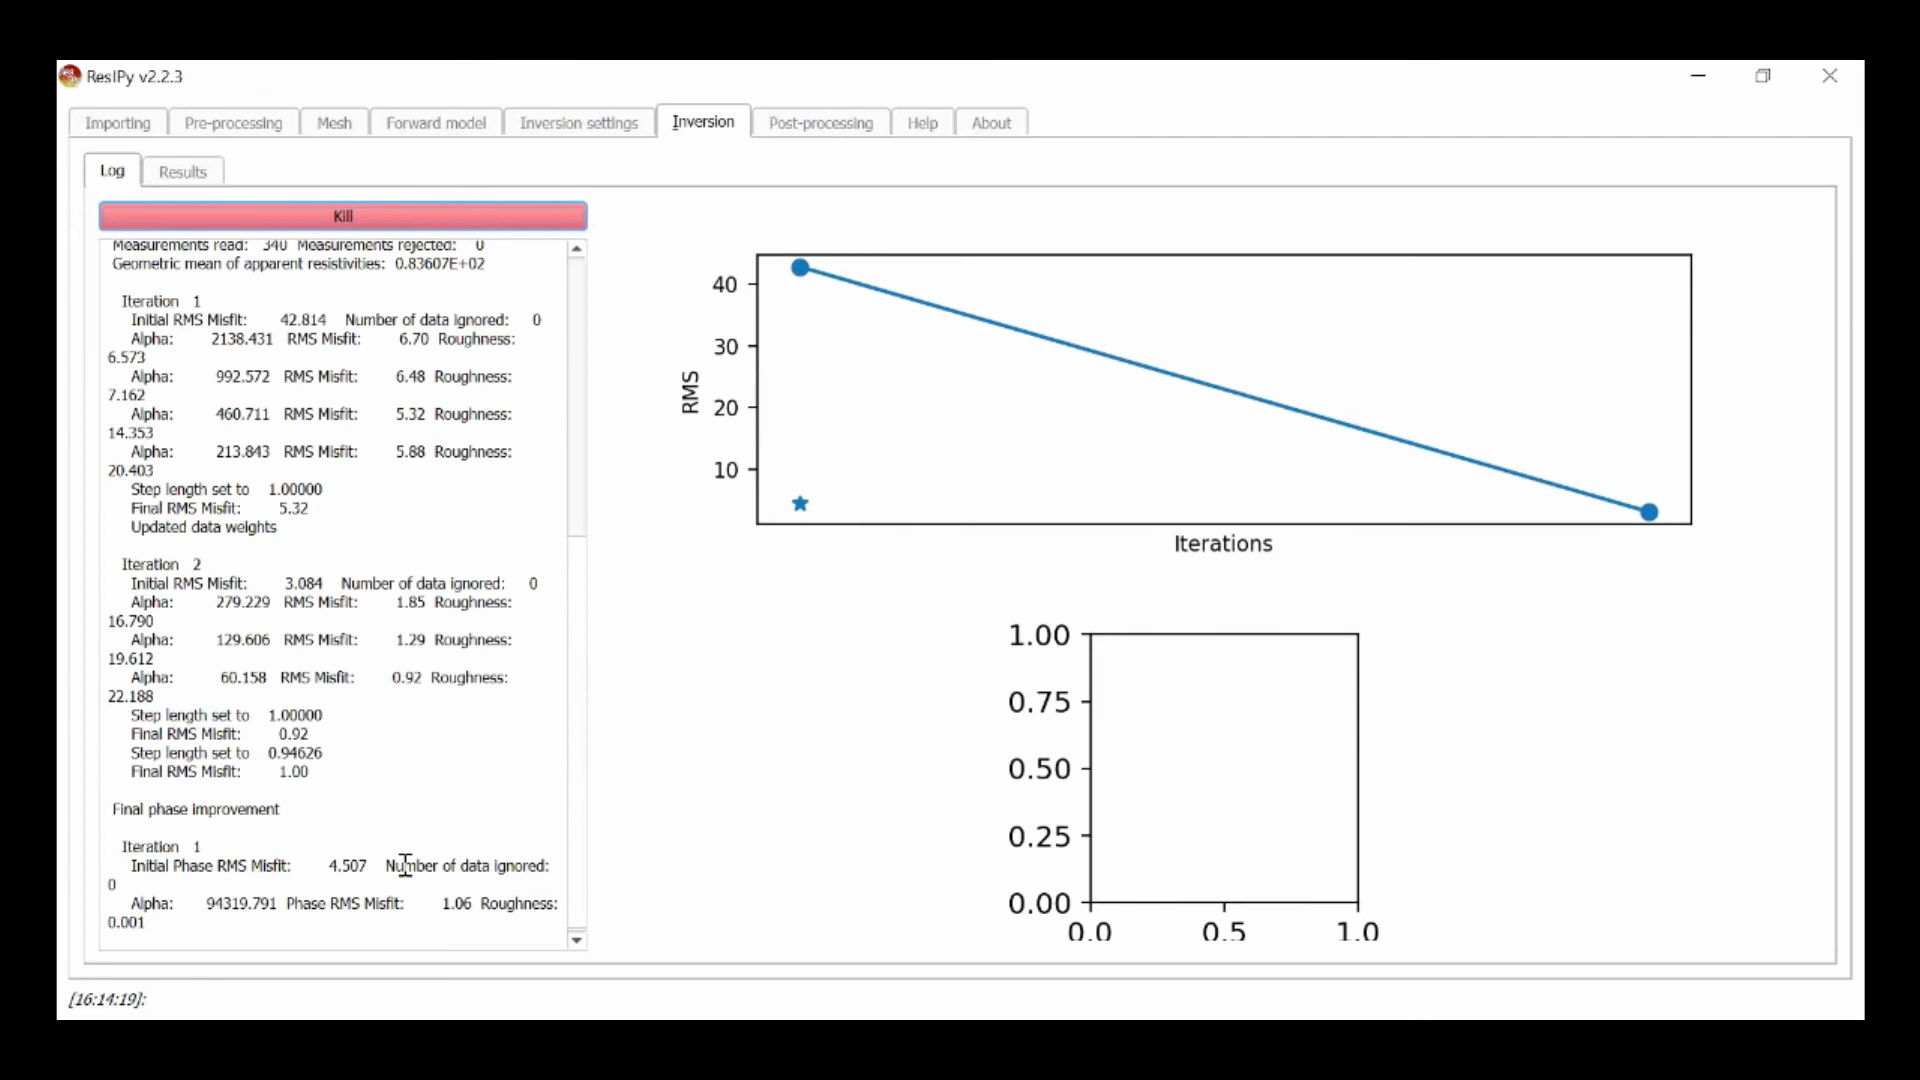 ResIPy v2.2.3
Importing Pre-processing Mesh Forward model Inversion settings Inversion Post-processing Help About
Log Results
Kill
Measurements read: 340 Measurements rejected: 0
Geometric mean of apparent resistivities: 0.83607E+02
Iteration 1
Initial RMS Misfit: 42.814 Number of data ignored: 0
Alpha: 2138.431 RMS Misfit: 6.70 Roughness:
6.573
Alpha: 992.572 RMS Misfit: 6.48 Roughness:
7.162
Alpha: 460.711 RMS Misfit: 5.32 Roughness:
14.353
Alpha: 213.843 RMS Misfit: 5.88 Roughness:
20.403
Step length set to 1.00000
Final RMS Misfit: 5.32
Updated data weights
Iteration 2
Initial RMS Misfit: 3.084 Number of data ignored: 0
Alpha: 279.229 RMS Misfit: 1.85 Roughness:
16.790
Alpha: 129.606 RMS Misfit: 1.29 Roughness:
19.612
Alpha: 60.158 RMS Misfit: 0.92 Roughness:
22.188
Step length set to 1.00000
Final RMS Misfit: 0.92
Step length set to 0.94626
Final RMS Misfit: 1.00
Final phase improvement
Iteration 1
Initial Phase RMS Misfit: 4.507 Number of data ignored:
0
Alpha: 94319.791 Phase RMS Misfit: 1.06 Roughness:
0.001
40
30
20
10
RMS
Iterations
1.00
0.75
0.50
0.25
0.00
0.0 0.5 1.0
[16:14:19]: